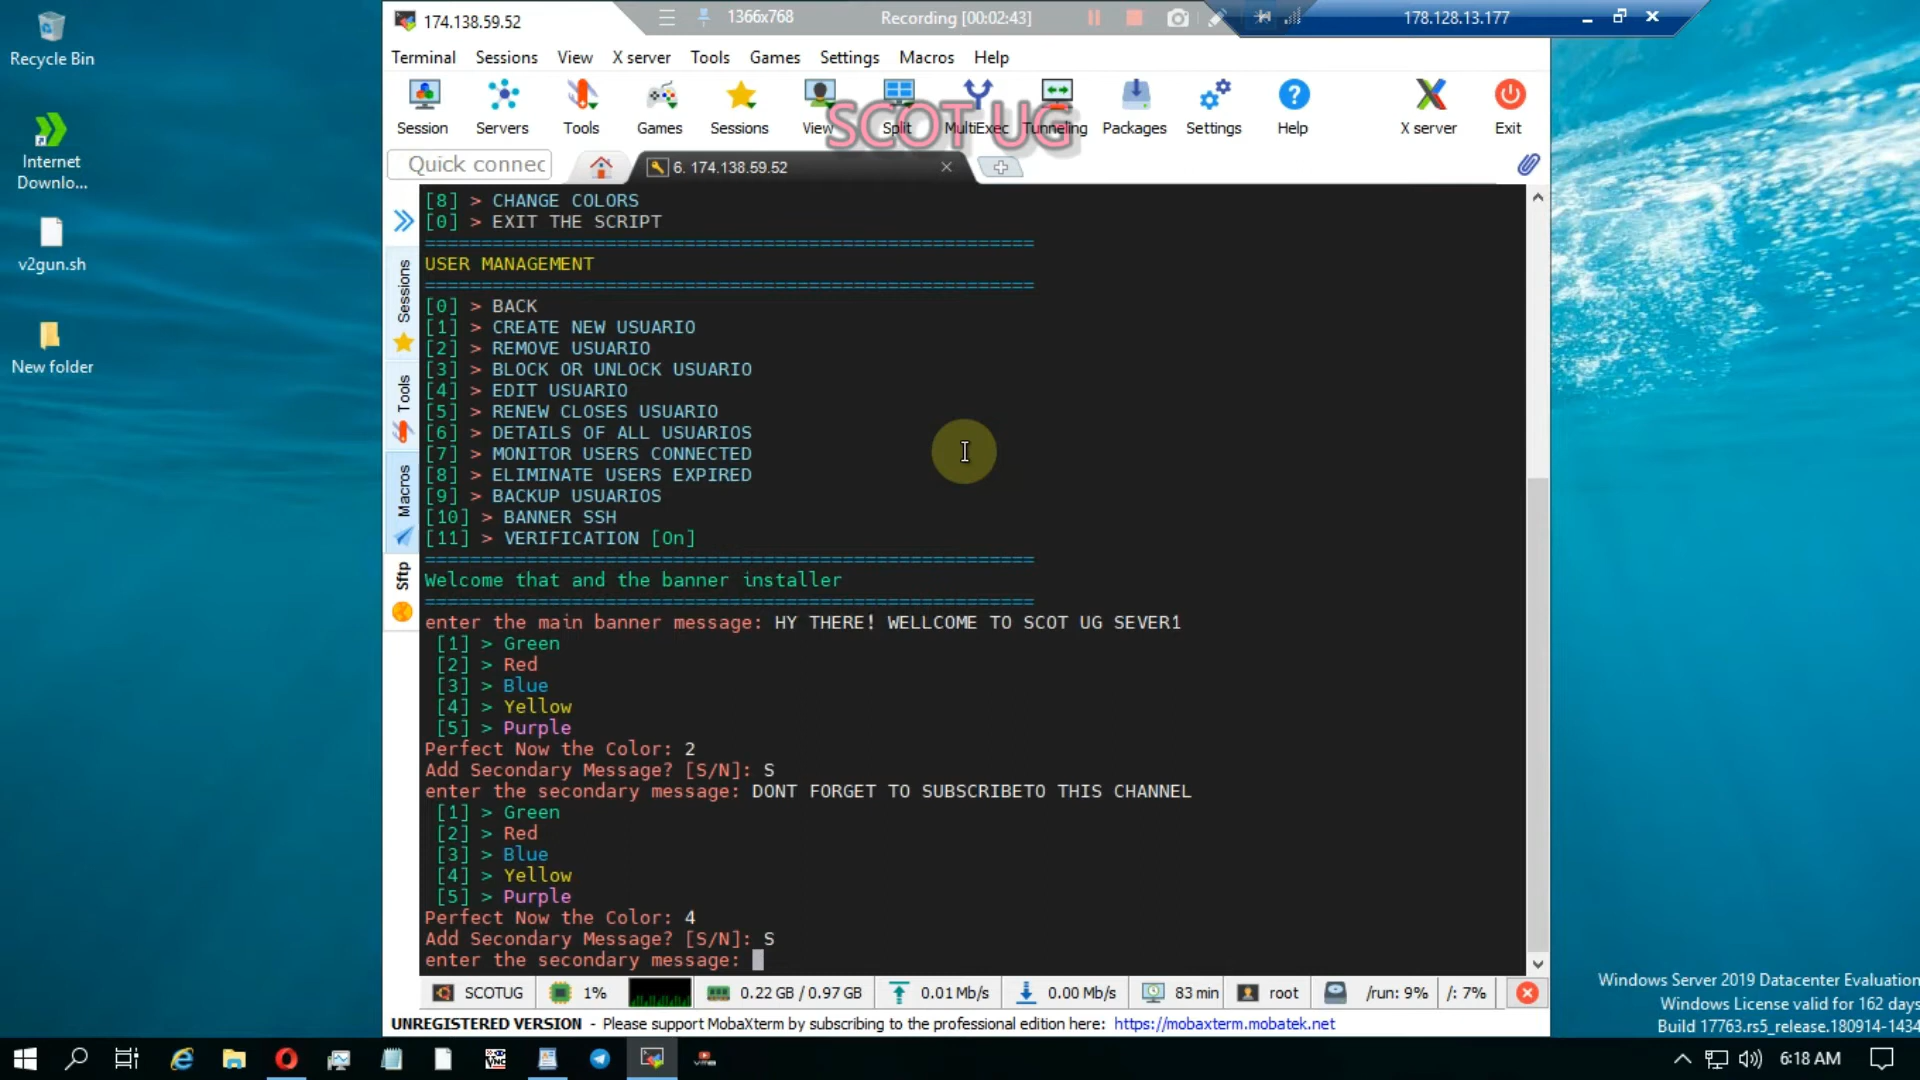 Recycle Bin
Internet
Downlo...
v2gun.sh
New folder
174.138.59.52
1366x768
Recording [00:02:43]
178.128.13.177
Terminal Sessions View X server Tools Games Settings Macros Help
Session Servers Tools Games Sessions View Split MultiExec Tunneling Packages Settings Help X server Exit
SCOT UG
Quick connec
6. 174.138.59.52
Sessions
Tools
Macros
Sftp
[8] > CHANGE COLORS
[0] > EXIT THE SCRIPT
======================================================
USER MANAGEMENT
======================================================
[0] > BACK
[1] > CREATE NEW USUARIO
[2] > REMOVE USUARIO
[3] > BLOCK OR UNLOCK USUARIO
[4] > EDIT USUARIO
[5] > RENEW CLOSES USUARIO
[6] > DETAILS OF ALL USUARIOS
[7] > MONITOR USERS CONNECTED
[8] > ELIMINATE USERS EXPIRED
[9] > BACKUP USUARIOS
[10] > BANNER SSH
[11] > VERIFICATION [On]
======================================================
Welcome that and the banner installer
======================================================
enter the main banner message: HY THERE! WELLCOME TO SCOT UG SEVER1
[1] > Green
[2] > Red
[3] > Blue
[4] > Yellow
[5] > Purple
Perfect Now the Color: 2
Add Secondary Message? [S/N]: S
enter the secondary message: DONT FORGET TO SUBSCRIBETO THIS CHANNEL
[1] > Green
[2] > Red
[3] > Blue
[4] > Yellow
[5] > Purple
Perfect Now the Color: 4
Add Secondary Message? [S/N]: S
enter the secondary message:
SCOTUG 1% 0.22 GB / 0.97 GB 0.01 Mb/s 0.00 Mb/s 83 min root /run: 9% /: 7%
UNREGISTERED VERSION - Please support MobaXterm by subscribing to the professional edition here: https://mobaxterm.mobatek.net
Windows Server 2019 Datacenter Evaluation
Windows License valid for 162 days
Build 17763.rs5_release.180914-1434
6:18 AM